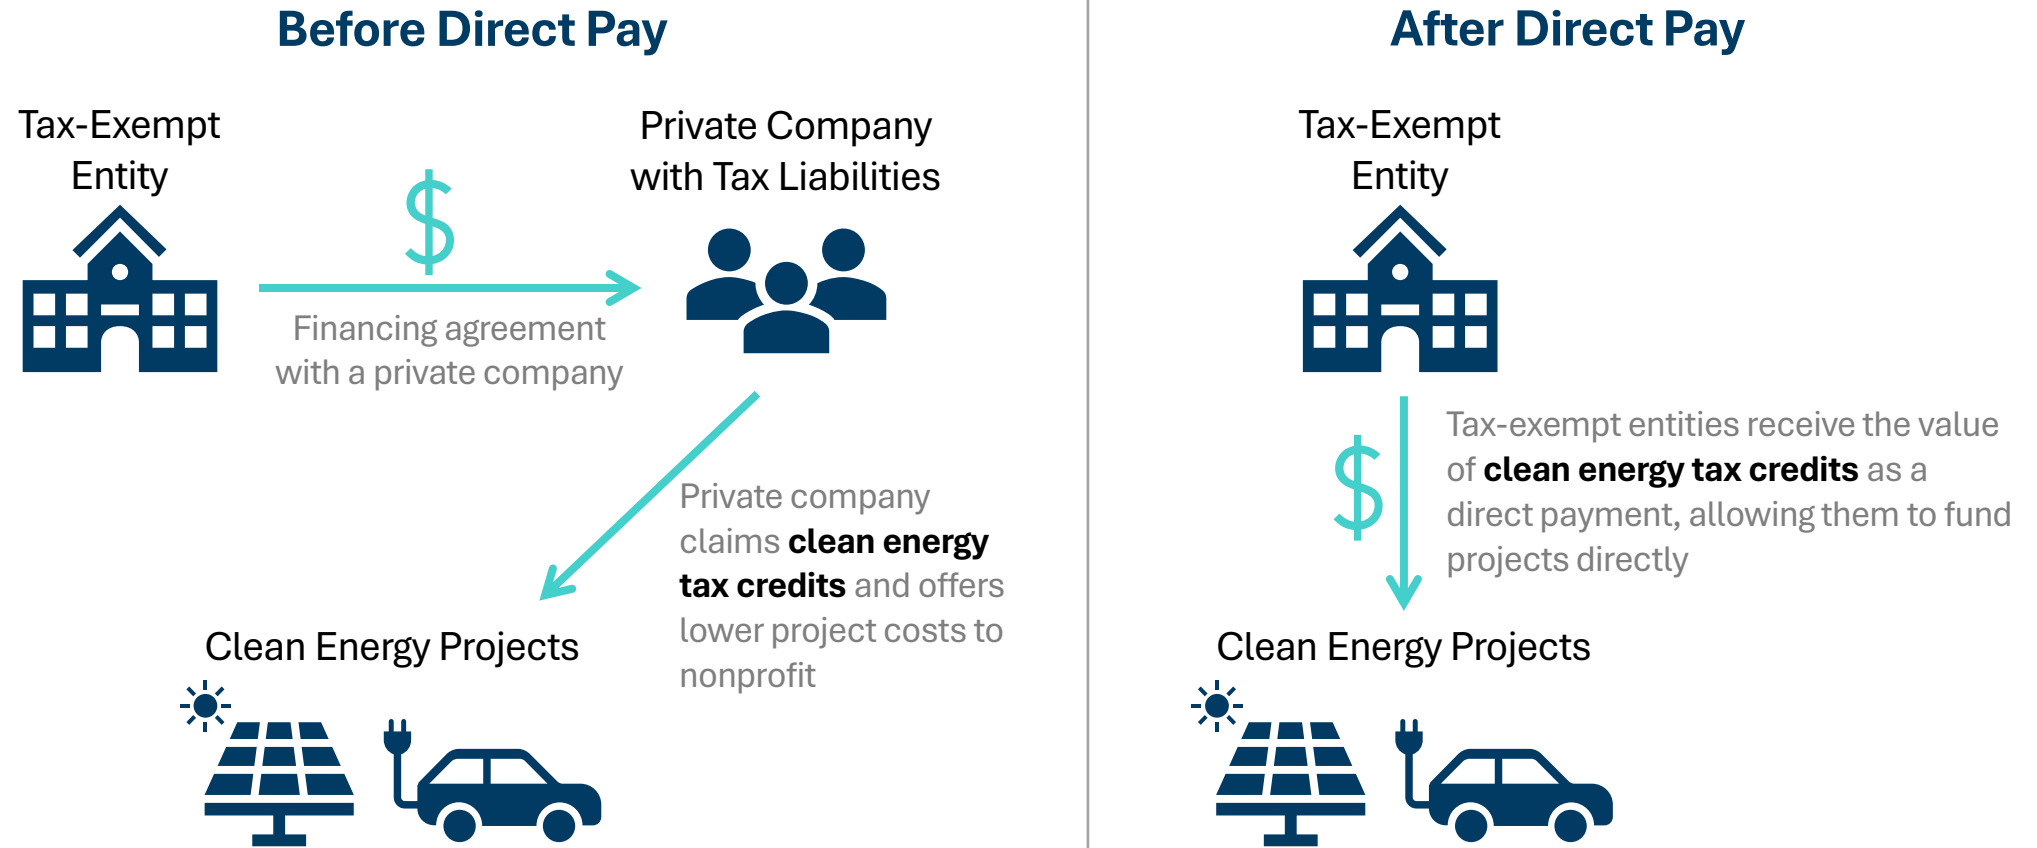 Before Direct Pay
Tax-Exempt
Entity
$
Financing agreement
with a private company
Private Company
with Tax Liabilities
Private company
claims clean energy
tax credits and offers
lower project costs to
nonprofit
Clean Energy Projects
After Direct Pay
Tax-Exempt
Entity
$
Tax-exempt entities receive the value
of clean energy tax credits as a
direct payment, allowing them to fund
projects directly
Clean Energy Projects